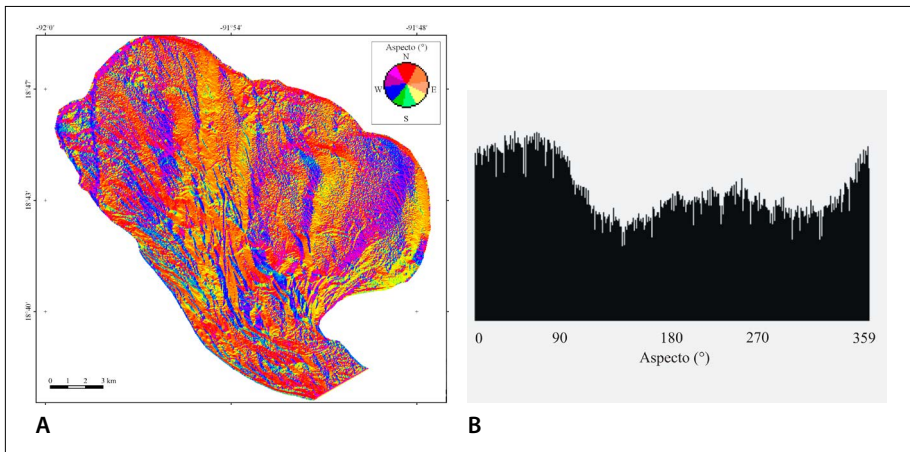 -92°0' -91°54' -91°48'
Aspecto (°)
N
W E
S
18°47'
18°43'
18°40'
0 1 2 3 km
A
0 90 180 270 359
Aspecto (°)
B